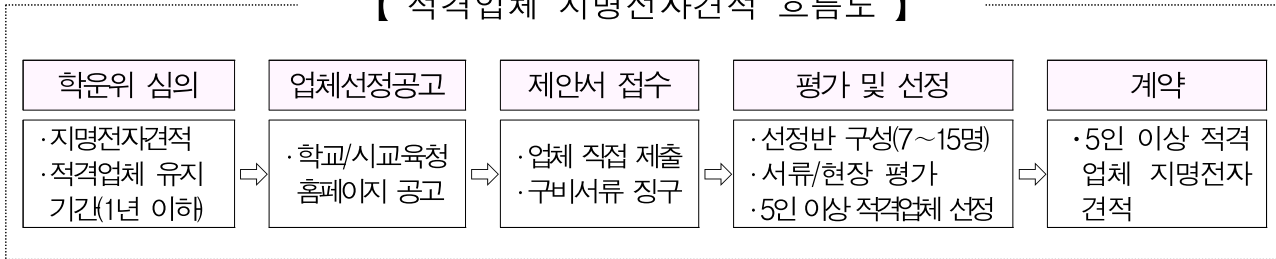 【 적격업체 지명전자견적 흐름도 】
학운위 심의
업체선정공고
제안서 접수
평가 및 선정
계약
·지명전자견적
·적격업체 유지
기간(1년 이하)
·학교/시교육청
홈페이지 공고
·업체 직접 제출
·구비서류 징구
·선정반 구성(7～15명)
·서류/현장 평가
·5인 이상 적격업체 선정
·5인 이상 적격
업체 지명전자
견적